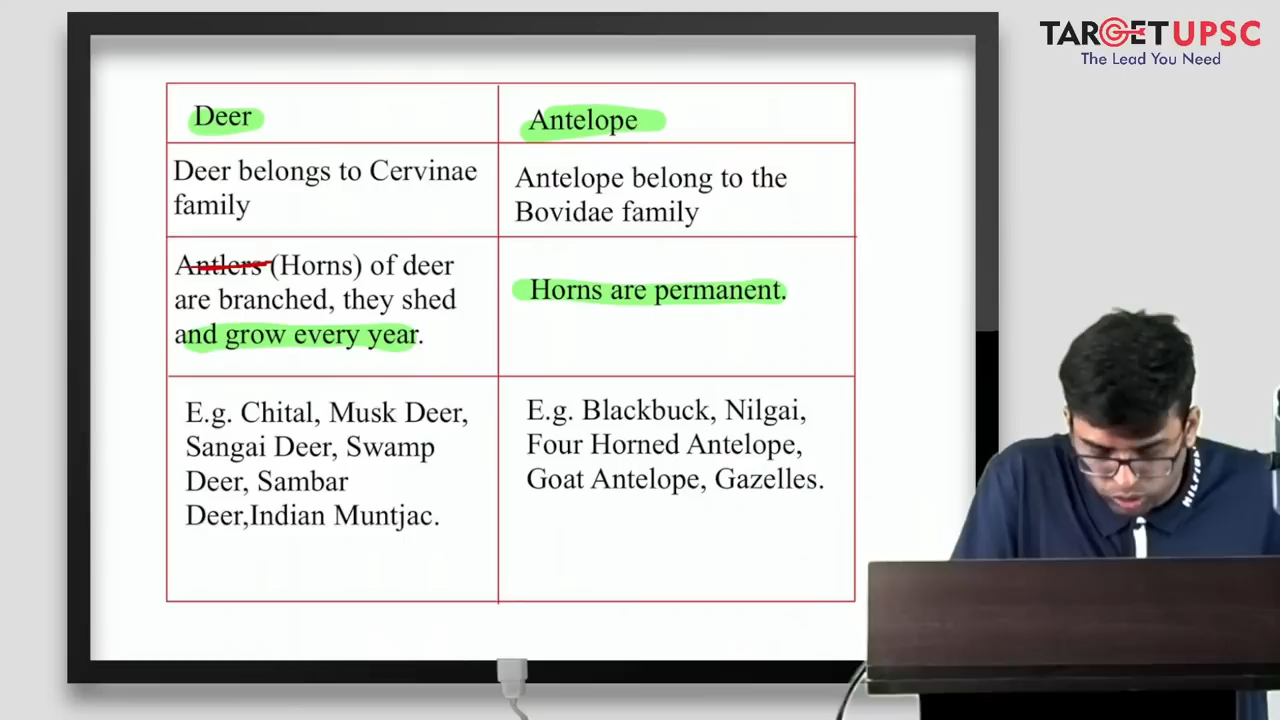 TARGET UPSC
The Lead You Need
Deer
Antelope
Deer belongs to Cervinae
family
Antelope belong to the
Bovidae family
Antlers (Horns) of deer
are branched, they shed
and grow every year.
Horns are permanent.
E.g. Chital, Musk Deer,
Sangai Deer, Swamp
Deer, Sambar
Deer,Indian Muntjac.
E.g. Blackbuck, Nilgai,
Four Horned Antelope,
Goat Antelope, Gazelles.